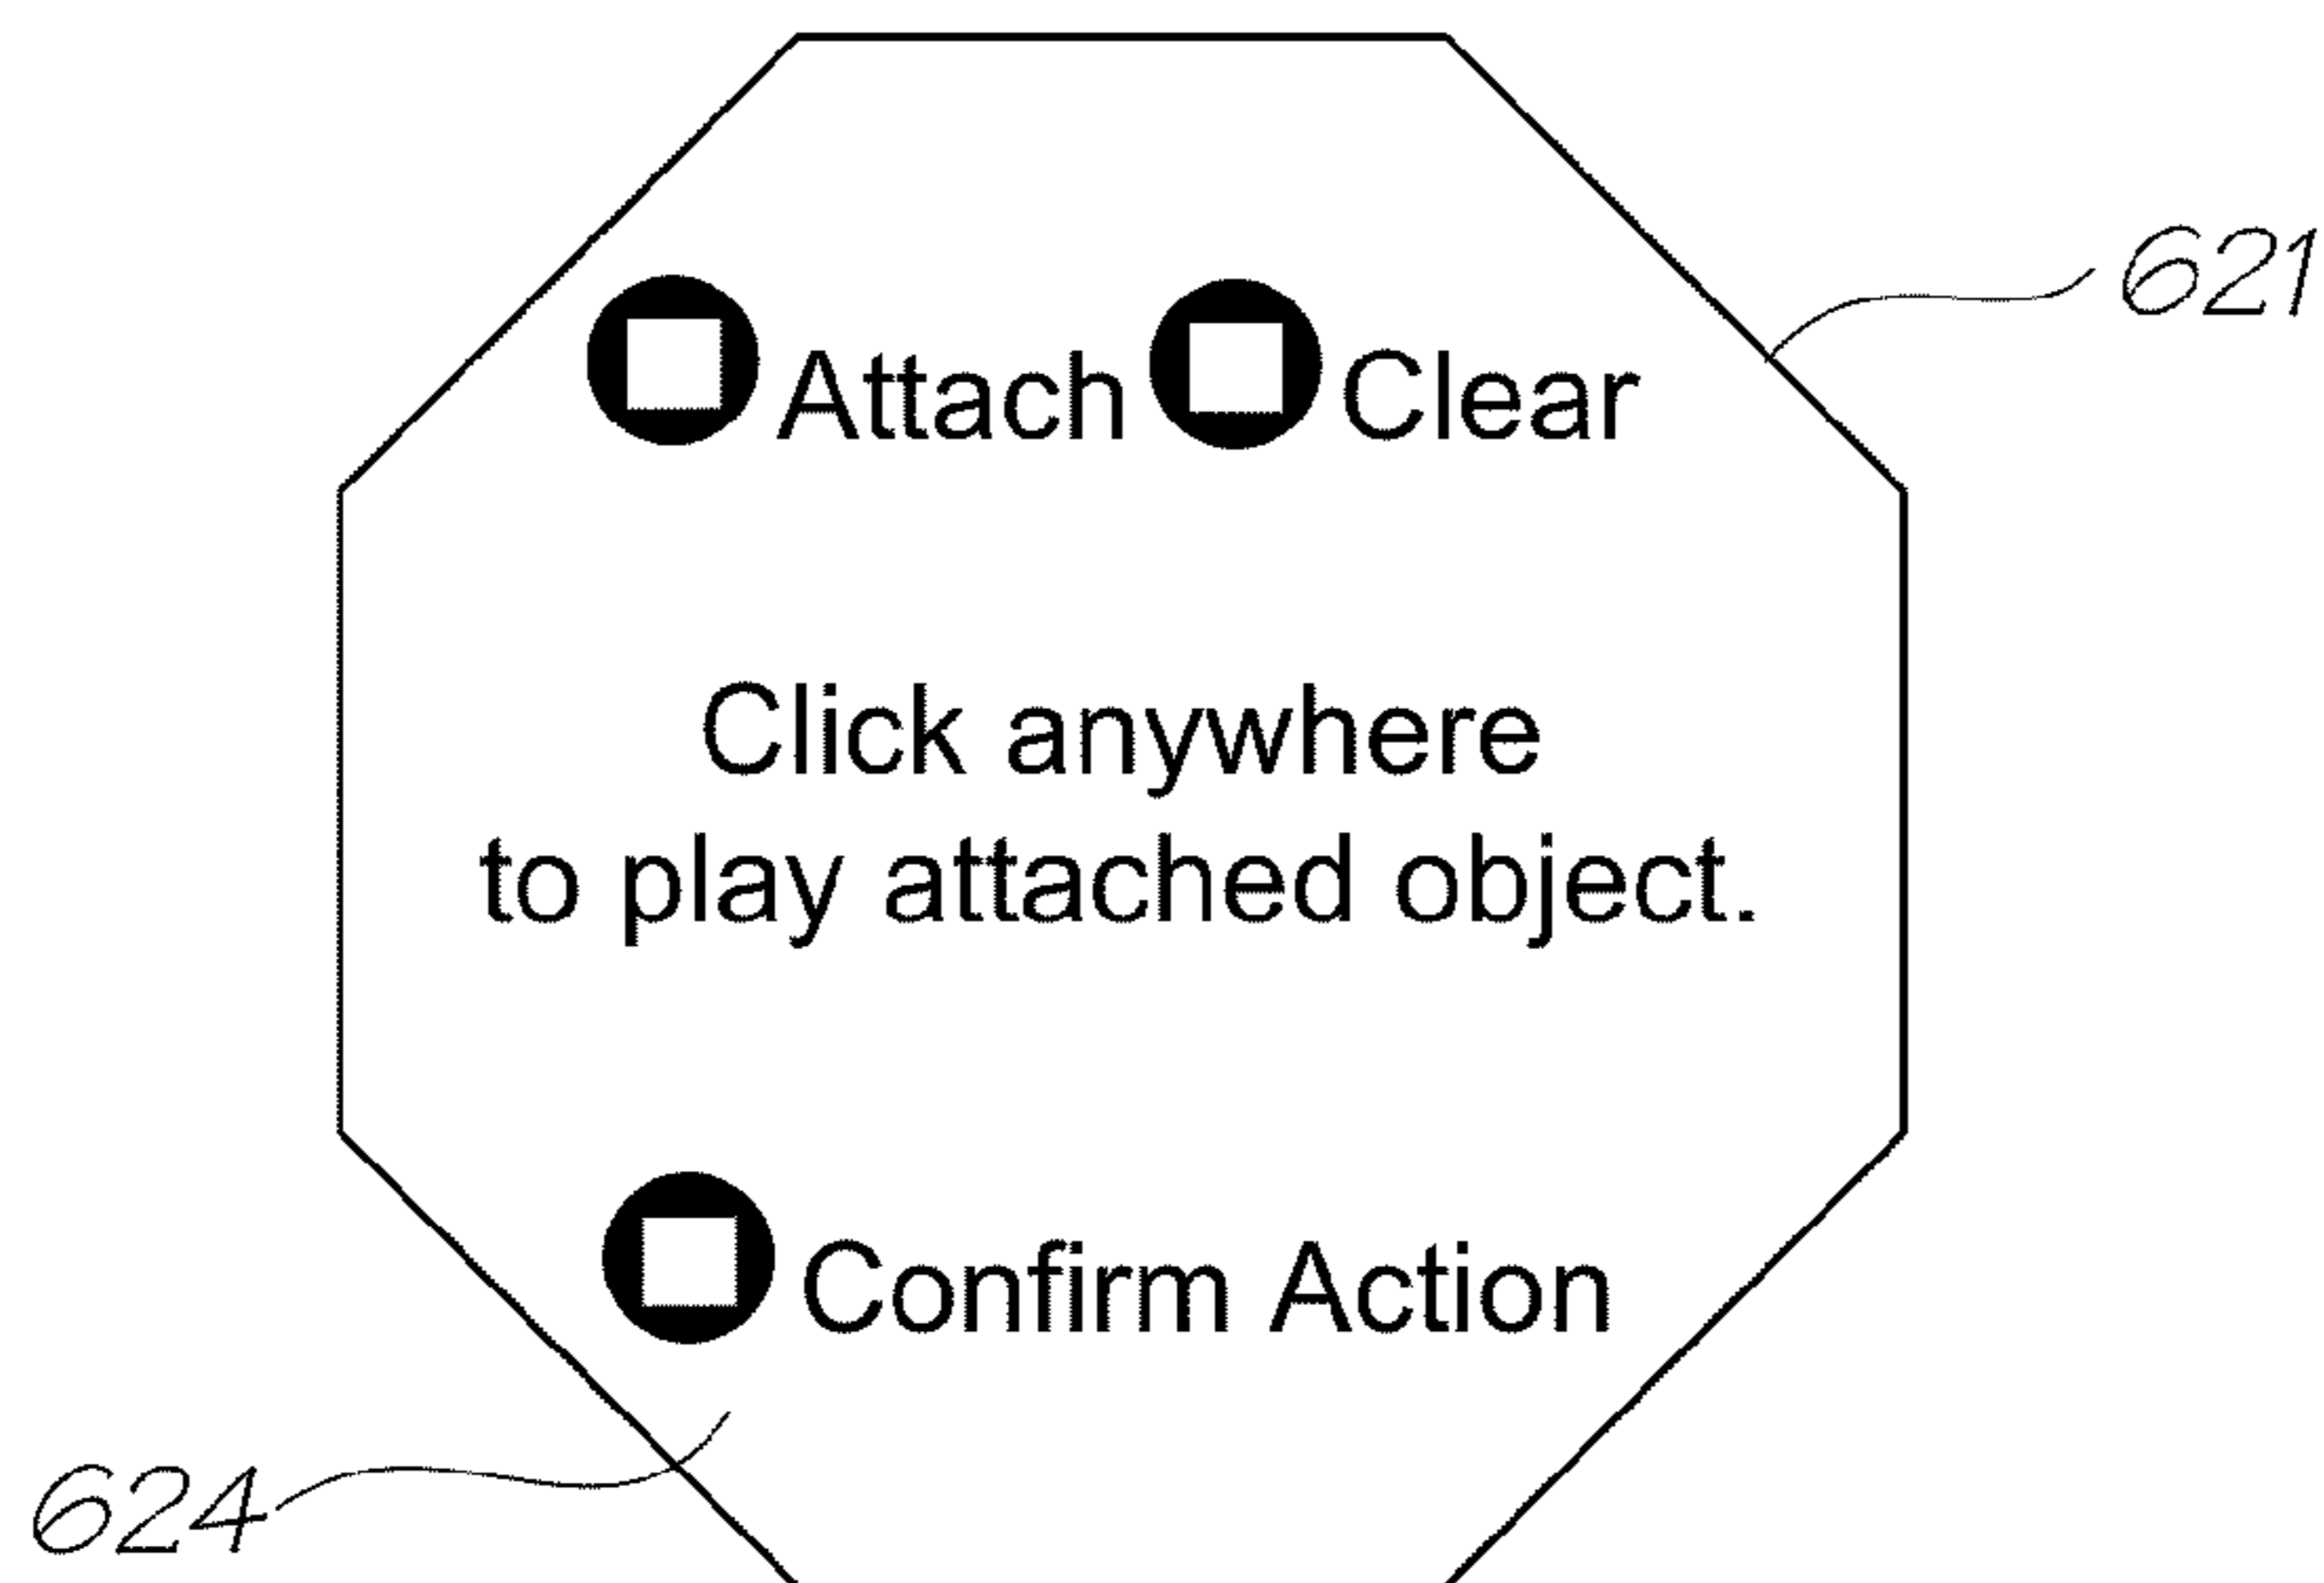 621
Attach Clear
Click anywhere
to play attached object.
Confirm Action
624